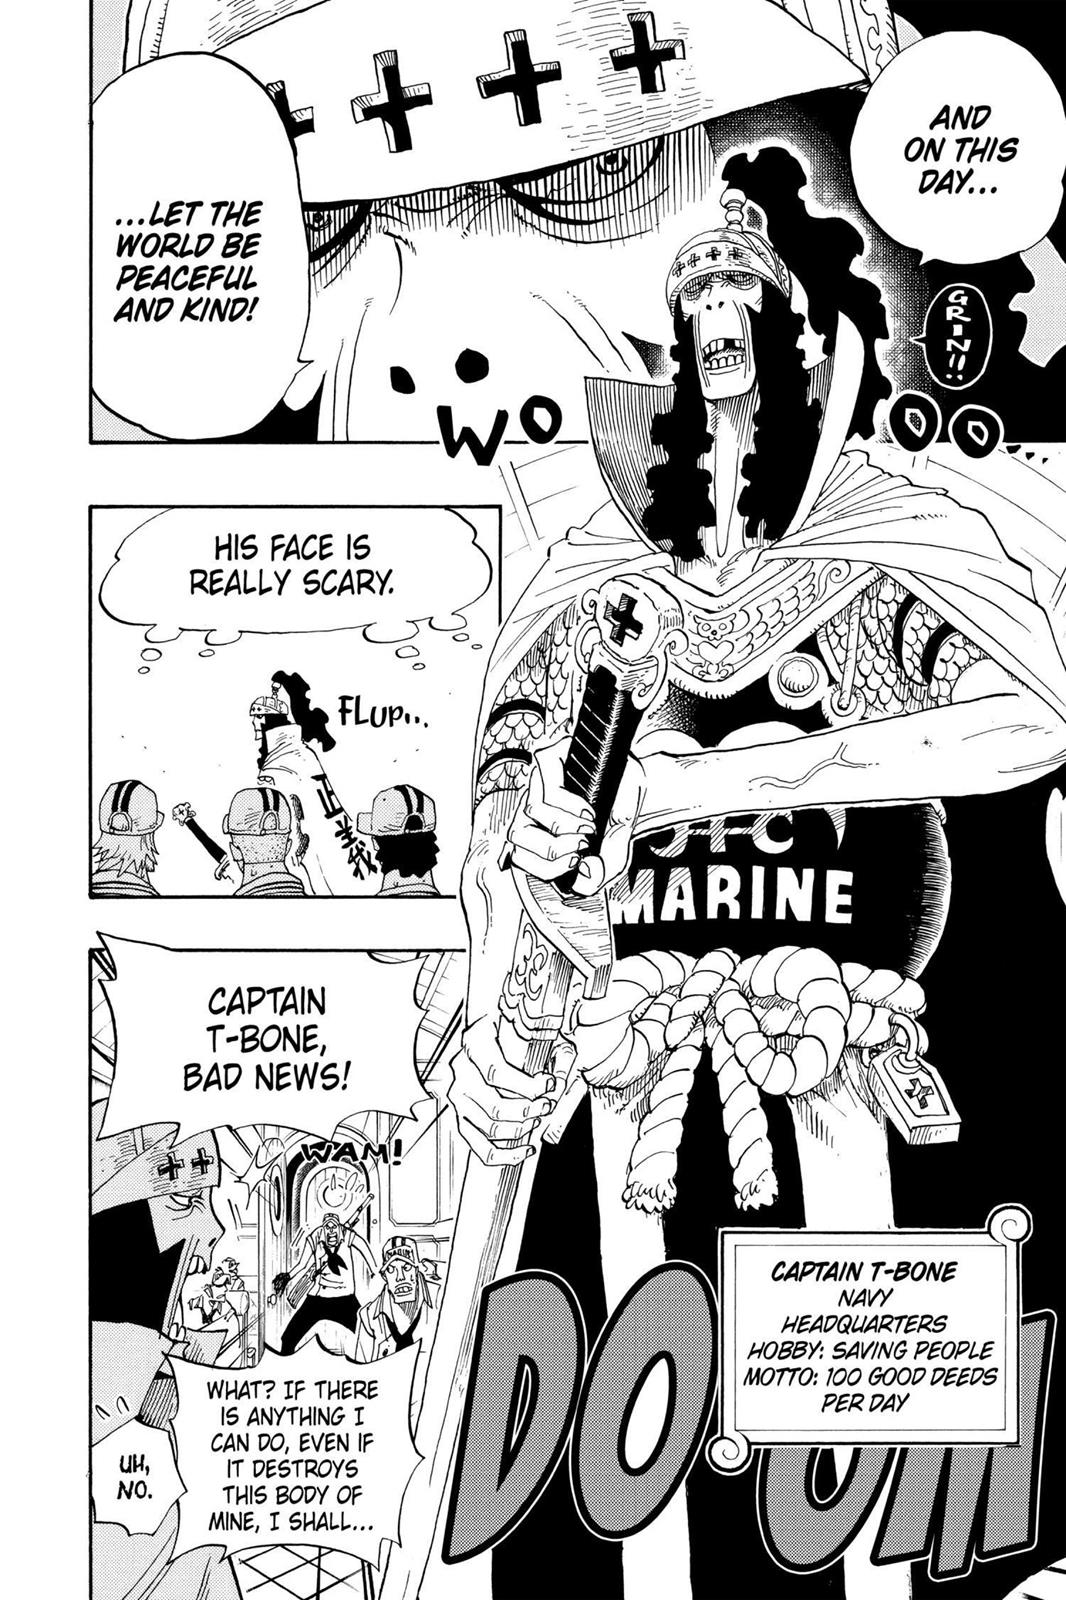 AND
ON THIS
DAY...
...LET THE
WORLD BE
PEACEFUL
AND KIND!
GRIN!!
WO
OO
HIS FACE IS
REALLY SCARY.
FLUP...
正義
MARINE
CAPTAIN
T-BONE,
BAD NEWS!
WAM!
WHAT? IF THERE
IS ANYTHING I
CAN DO, EVEN IF
IT DESTROYS
THIS BODY OF
MINE, I SHALL...
UH,
NO.
CAPTAIN T-BONE
NAVY
HEADQUARTERS
HOBBY: SAVING PEOPLE
MOTTO: 100 GOOD DEEDS
PER DAY
DOOM